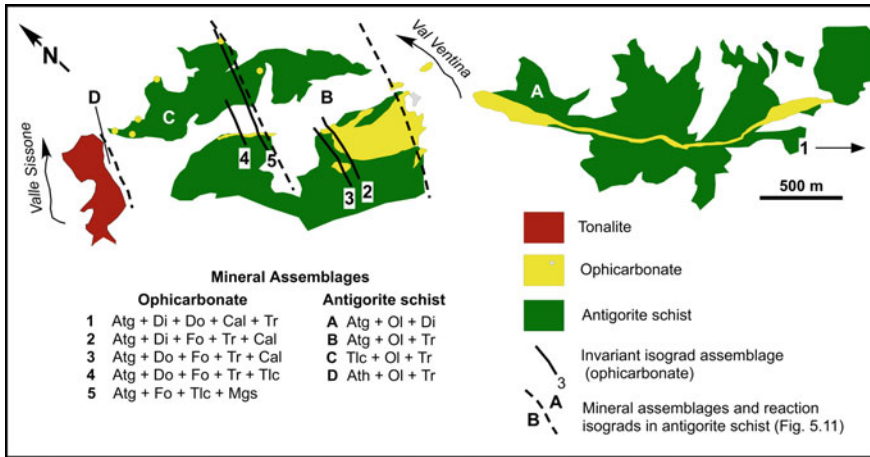 N
Val Ventina
A
B
D
C
4
5
3
2
1
Valle Sissone
500 m
Tonalite
Ophicarbonate
Antigorite schist
Invariant isograd assemblage
(ophicarbonate)
3
A
B
Mineral assemblages and reaction
isograds in antigorite schist (Fig. 5.11)
Mineral Assemblages
Ophicarbonate Antigorite schist
1 Atg + Di + Do + Cal + Tr A Atg + Ol + Di
2 Atg + Di + Fo + Tr + Cal B Atg + Ol + Tr
3 Atg + Do + Fo + Tr + Cal C Tlc + Ol + Tr
4 Atg + Do + Fo + Tr + Tlc D Ath + Ol + Tr
5 Atg + Fo + Tlc + Mgs